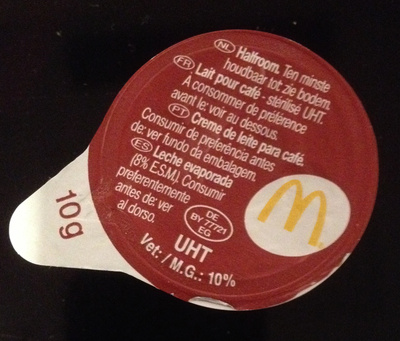 NL Halfroom. Ten minste
houdbaar tot: zie bodem.
FR Lait pour café - stérilisé UHT.
A consommer de préférence
avant le: voir au dessous.
PT Creme de leite para café.
Consumir de preferência antes
de: ver fundo da embalagem.
ES Leche evaporada
(8% E.S.M.). Consumir
preferentemente
antes de: ver
al dorso.
DE
BY 77721
EG
UHT
Vet: / M.G.: 10%
10g